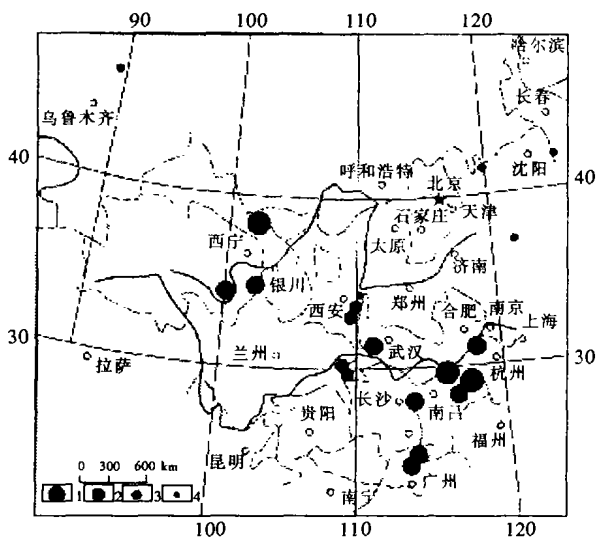 90
100
110
120
哈尔滨
长春
乌鲁木齐
40
呼和浩特
沈阳
北京
40
石家庄
天津
西宁
太原
济南
银川
西安
郑州
合肥
南京
上海
30
兰州
武汉
30
拉萨
杭州
长沙
南昌
贵阳
福州
0 300 600 km
昆明
广州
南宁
1 2 3 4
100
110
120